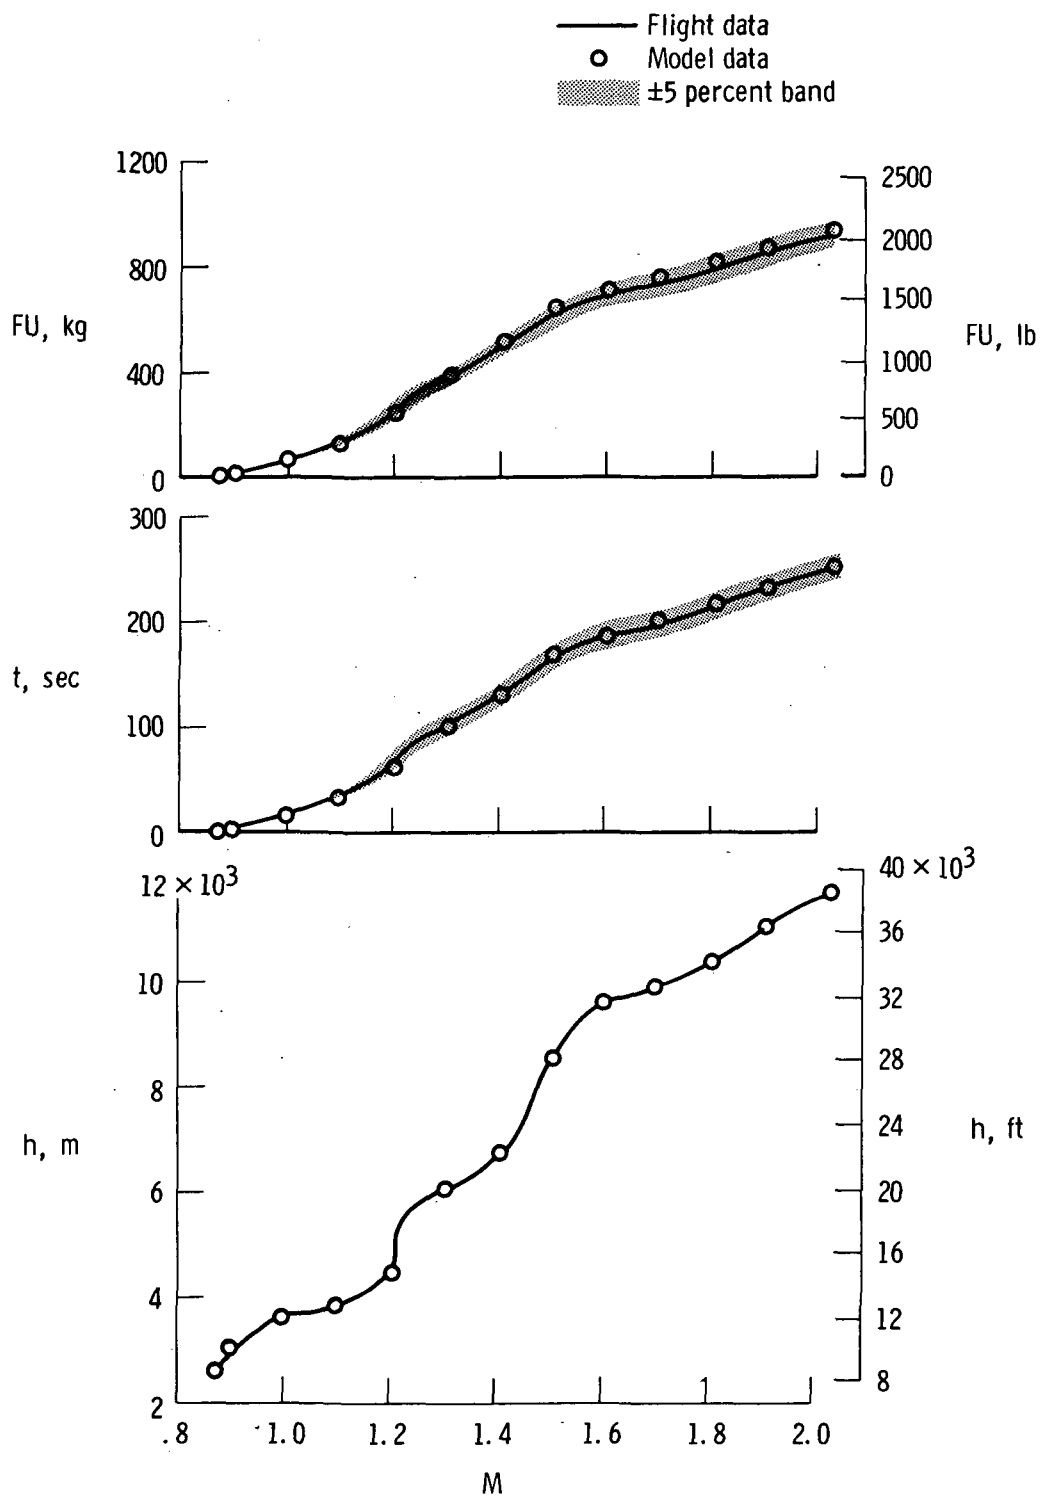 Flight data
Model data
±5 percent band
1200
800
400
0
FU, kg
2500
2000
1500
1000
500
0
FU, lb
300
200
100
0
t, sec
12 × 10³
10
8
6
4
2
h, m
40 × 10³
36
32
28
24
20
16
12
8
h, ft
.8 1.0 1.2 1.4 1.6 1.8 2.0
M